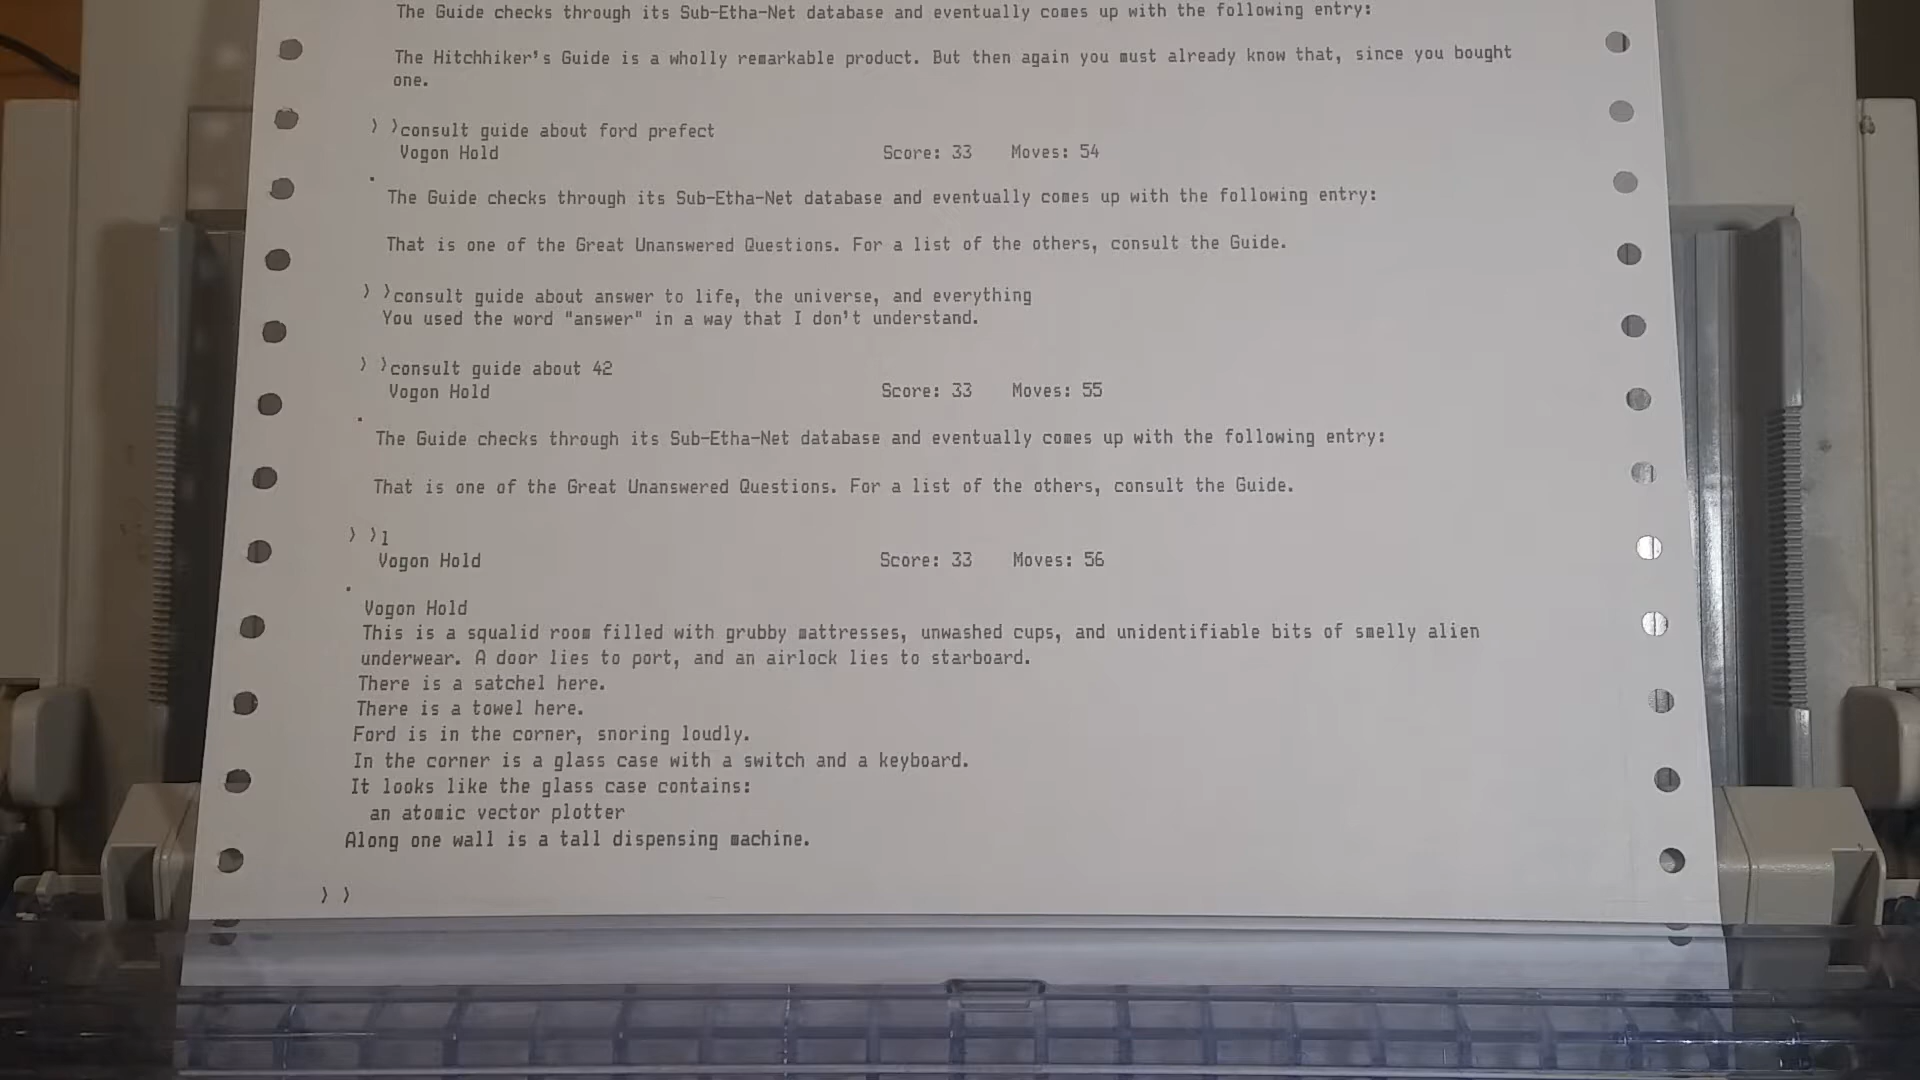 The Guide checks through its Sub-Etha-Net database and eventually comes up with the following entry:
The Hitchhiker's Guide is a wholly remarkable product. But then again you must already know that, since you bought
one.
> >consult guide about ford prefect
Vogon Hold Score: 33 Moves: 54
.
The Guide checks through its Sub-Etha-Net database and eventually comes up with the following entry:
That is one of the Great Unanswered Questions. For a list of the others, consult the Guide.
> >consult guide about answer to life, the universe, and everything
You used the word "answer" in a way that I don't understand.
> >consult guide about 42
Vogon Hold Score: 33 Moves: 55
.
The Guide checks through its Sub-Etha-Net database and eventually comes up with the following entry:
That is one of the Great Unanswered Questions. For a list of the others, consult the Guide.
> >l
Vogon Hold Score: 33 Moves: 56
.
Vogon Hold
This is a squalid room filled with grubby mattresses, unwashed cups, and unidentifiable bits of smelly alien
underwear. A door lies to port, and an airlock lies to starboard.
There is a satchel here.
There is a towel here.
Ford is in the corner, snoring loudly.
In the corner is a glass case with a switch and a keyboard.
It looks like the glass case contains:
an atomic vector plotter
Along one wall is a tall dispensing machine.
> >